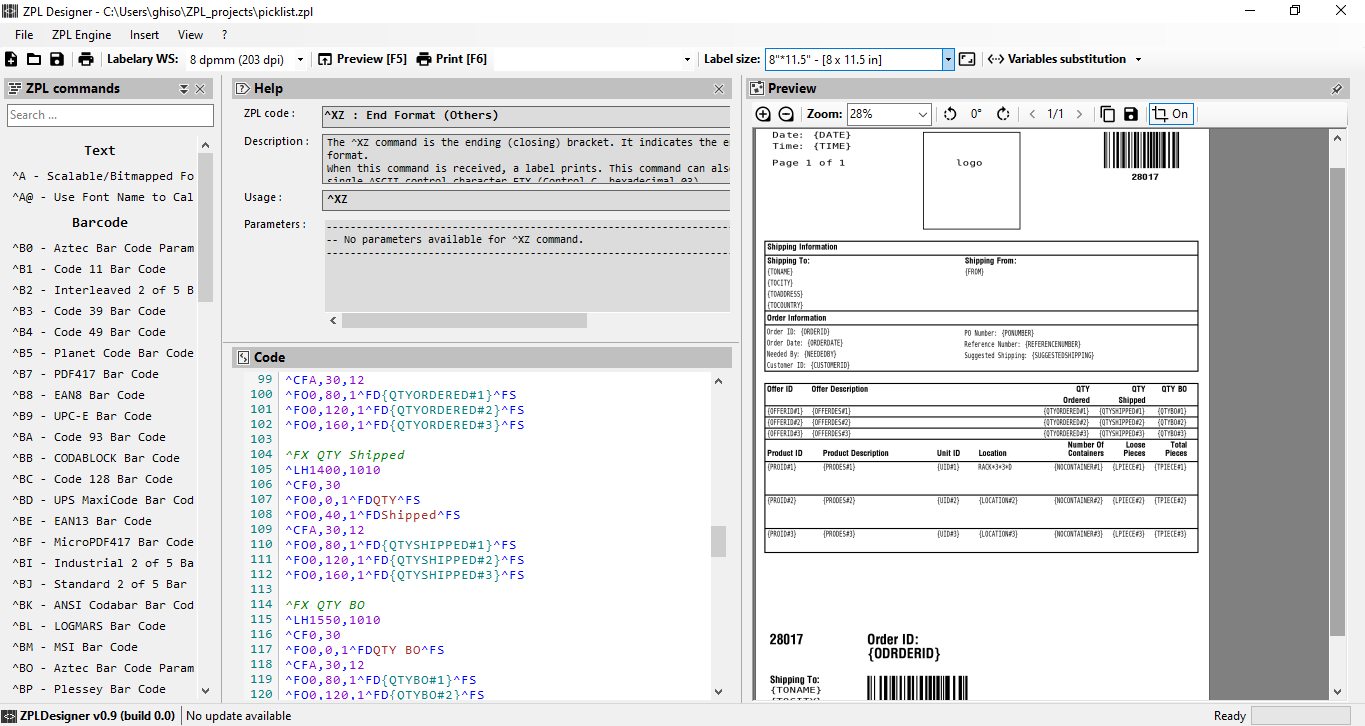 ZPL Designer - C:\Users\ghiso\ZPL_projects\picklist.zpl
File ZPL Engine Insert View ?
Labelary WS: 8 dpmm (203 dpi) Preview [F5] Print [F6] Label size: 8"*11.5" - [8 x 11.5 in] Variables substitution
ZPL commands
Search ...
Text
^A - Scalable/Bitmapped Fo
^A@ - Use Font Name to Cal
Barcode
^B0 - Aztec Bar Code Param
^B1 - Code 11 Bar Code
^B2 - Interleaved 2 of 5 B
^B3 - Code 39 Bar Code
^B4 - Code 49 Bar Code
^B5 - Planet Code Bar Code
^B7 - PDF417 Bar Code
^B8 - EAN8 Bar Code
^B9 - UPC-E Bar Code
^BA - Code 93 Bar Code
^BB - CODABLOCK Bar Code
^BC - Code 128 Bar Code
^BD - UPS MaxiCode Bar Cod
^BE - EAN13 Bar Code
^BF - MicroPDF417 Bar Code
^BI - Industrial 2 of 5 Ba
^BJ - Standard 2 of 5 Bar
^BK - ANSI Codabar Bar Cod
^BL - LOGMARS Bar Code
^BM - MSI Bar Code
^BO - Aztec Bar Code Param
^BP - Plessey Bar Code
Help
ZPL code : ^XZ : End Format (Others)
Description : The ^XZ command is the ending (closing) bracket. It indicates the e
format.
When this command is received, a label prints. This command can als
single ASCII control character ETX (Control-C, hexadecimal 03).
Usage : ^XZ
Parameters :
-- No parameters available for ^XZ command.
Code
99 ^CFA,30,12
100 ^FO0,80,1^FD{QTYORDERED#1}^FS
101 ^FO0,120,1^FD{QTYORDERED#2}^FS
102 ^FO0,160,1^FD{QTYORDERED#3}^FS
103
104 ^FX QTY Shipped
105 ^LH1400,1010
106 ^CF0,30
107 ^FO0,0,1^FDQTY^FS
108 ^FO0,40,1^FDShipped^FS
109 ^CFA,30,12
110 ^FO0,80,1^FD{QTYSHIPPED#1}^FS
111 ^FO0,120,1^FD{QTYSHIPPED#2}^FS
112 ^FO0,160,1^FD{QTYSHIPPED#3}^FS
113
114 ^FX QTY BO
115 ^LH1550,1010
116 ^CF0,30
117 ^FO0,0,1^FDQTY BO^FS
118 ^CFA,30,12
119 ^FO0,80,1^FD{QTYBO#1}^FS
120 ^FO0,120,1^FD{QTYBO#2}^FS
Preview
Zoom: 28% 0° 1/1 On
Date: {DATE}
Time: {TIME}
Page 1 of 1
logo
28017
Shipping Information
Shipping To: Shipping From:
{TONAME} {FROM}
{TOCITY}
{TOADDRESS}
{TOCOUNTRY}
Order Information
Order ID: {ORDERID} PO Number: {PONUMBER}
Order Date: {ORDERDATE} Reference Number: {REFERENCENUMBER}
Needed By: {NEEDEDBY} Suggested Shipping: {SUGGESTEDSHIPPING}
Customer ID: {CUSTOMERID}
Offer ID Offer Description QTY QTY QTY BO
Ordered Shipped
{OFFERID#1} {OFFERDES#1} {QTYORDERED#1} {QTYSHIPPED#1} {QTYBO#1}
{OFFERID#2} {OFFERDES#2} {QTYORDERED#2} {QTYSHIPPED#2} {QTYBO#2}
{OFFERID#3} {OFFERDES#3} {QTYORDERED#3} {QTYSHIPPED#3} {QTYBO#3}
Number Of Loose Total
Product ID Product Description Unit ID Location Containers Pieces Pieces
{PROID#1} {PRODES#1} {UID#1} RACK*3*3*D {NOCONTAINER#1} {LPIECE#1} {TPIECE#1}
{PROID#2} {PRODES#2} {UID#2} {LOCATION#2} {NOCONTAINER#2} {LPIECE#2} {TPIECE#2}
{PROID#3} {PRODES#3} {UID#3} {LOCATION#3} {NOCONTAINER#3} {LPIECE#3} {TPIECE#3}
28017 Order ID:
{ODRDERID}
Shipping To:
{TONAME}
{TOCITY}
ZPLDesigner v0.9 (build 0.0) No update available Ready